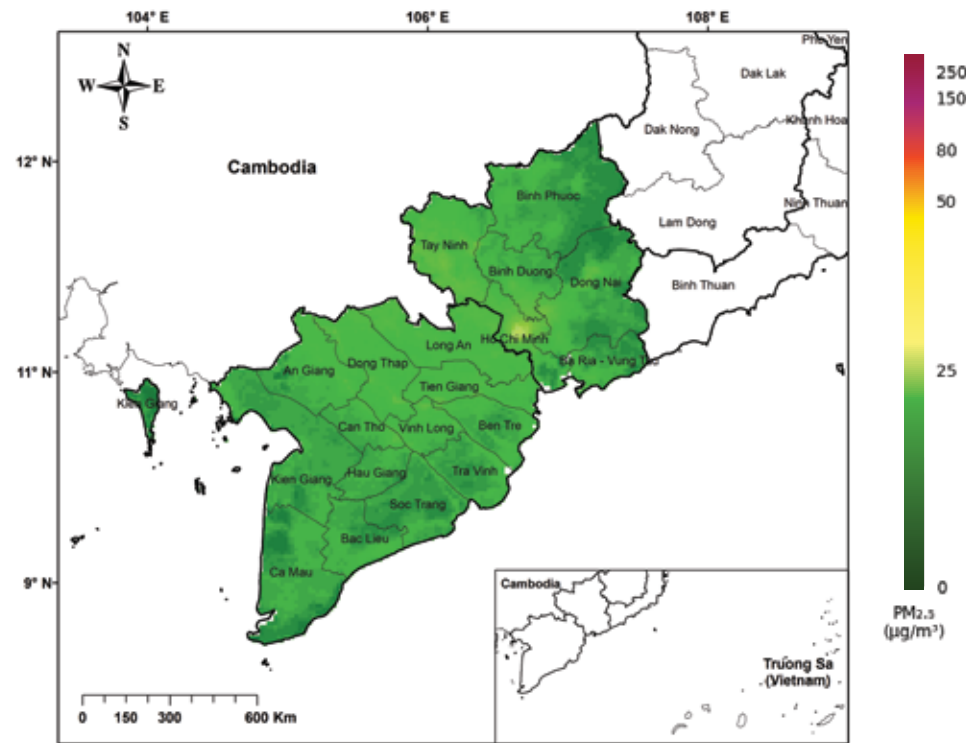 104° E
106° E
108° E
N
W
E
S
Phu Yen
Dak Lak
Khanh Hoa
Dak Nong
12° N
Cambodia
Binh Phuoc
Ninh Thuan
Lam Dong
Tay Ninh
Binh Duong
Dong Nai
Binh Thuan
Ho Chi Minh
Long An
Ba Ria - Vung Tau
Dong Thap
11° N
An Giang
Tien Giang
Kien Giang
Can Tho
Vinh Long
Ben Tre
Hau Giang
Tra Vinh
Kien Giang
Soc Trang
Bac Lieu
Ca Mau
9° N
0 150 300 600 Km
Cambodia
Truong Sa
(Vietnam)
250
150
80
50
25
0
PM2.5
(µg/m³)